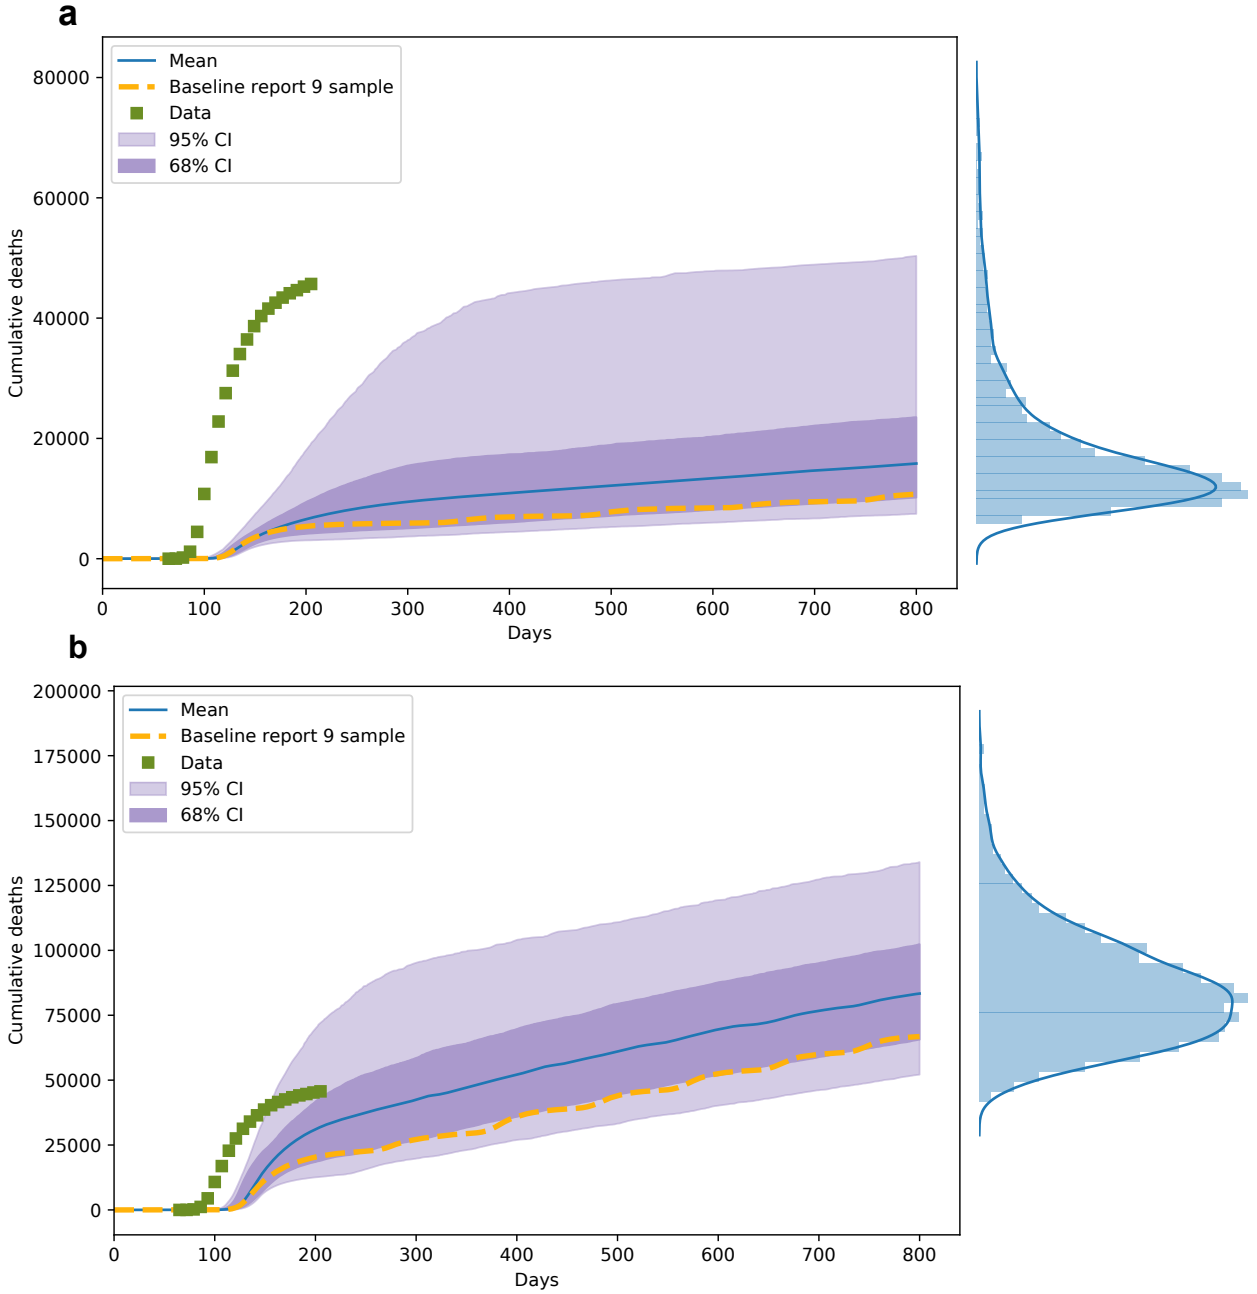 a
Mean
Baseline report 9 sample
Data
95% CI
68% CI
80000
60000
40000
20000
0
Cumulative deaths
0 100 200 300 400 500 600 700 800
Days
b
Mean
Baseline report 9 sample
Data
95% CI
68% CI
200000
175000
150000
125000
100000
75000
50000
25000
0
Cumulative deaths
0 100 200 300 400 500 600 700 800
Days